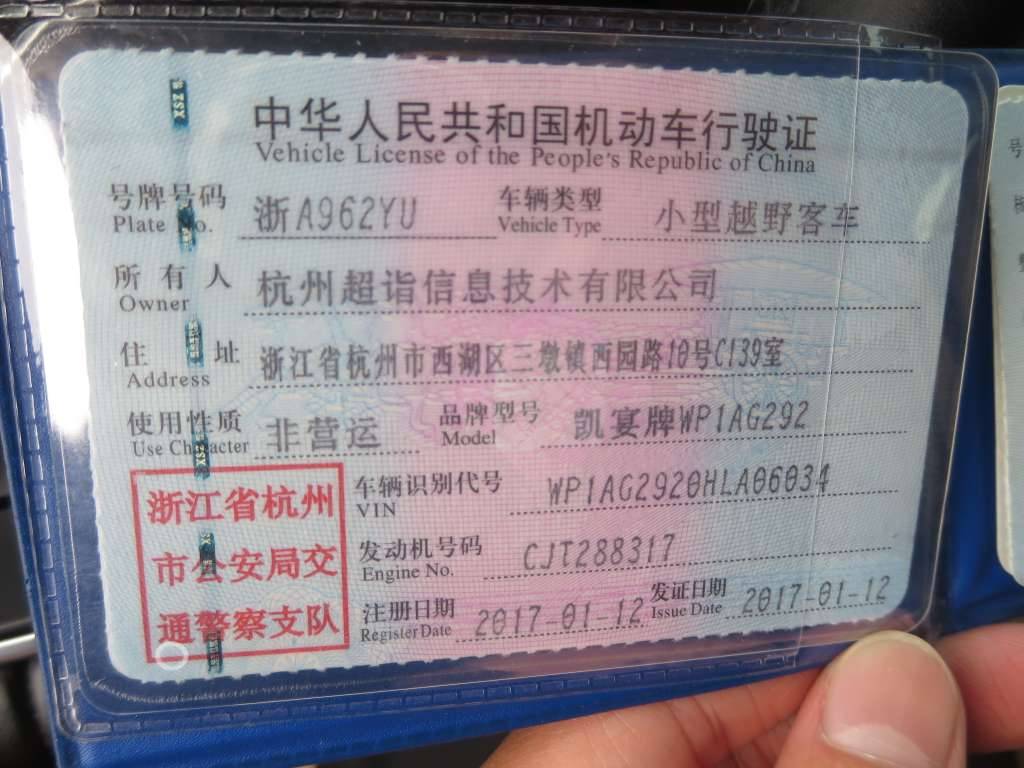 中华人民共和国机动车行驶证
Vehicle License of the People's Republic of China
号牌号码 浙A962YU 车辆类型 小型越野客车
Plate No. Vehicle Type
所有人 杭州超诣信息技术有限公司
Owner
住址 浙江省杭州市西湖区三墩镇西园路10号C139室
Address
使用性质 非营运 品牌型号 凯宴牌WP1AG292
Use Character Model
车辆识别代号 WP1AG2920HLA06034
VIN
发动机号码 CJT288317
Engine No.
注册日期 2017-01-12 发证日期 2017-01-12
Register Date Issue Date
浙江省杭州
市公安局交
通警察支队
XSZ
号